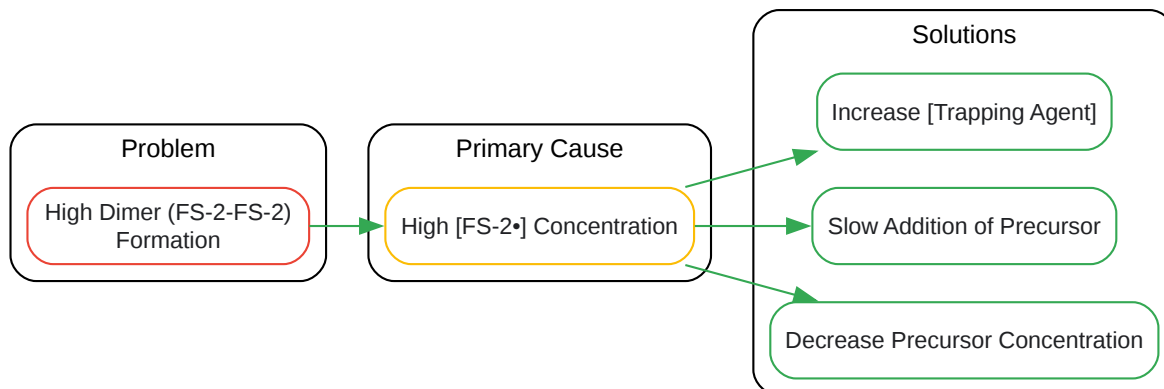 Problem
High Dimer (FS-2-FS-2)
Formation
Primary Cause
High [FS-2•] Concentration
Solutions
Increase [Trapping Agent]
Slow Addition of Precursor
Decrease Precursor Concentration